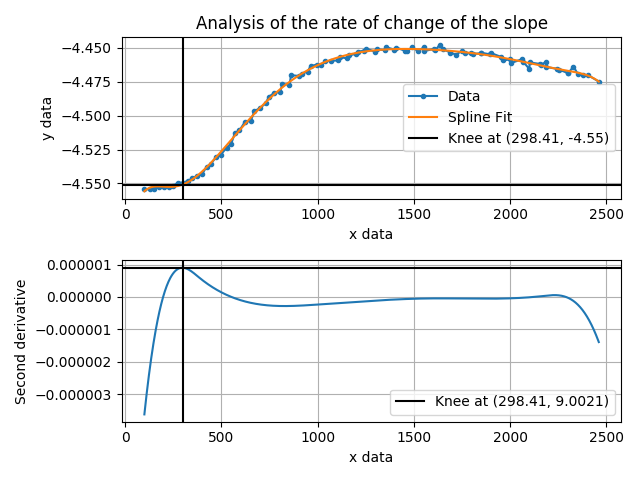 Analysis of the rate of change of the slope
−4.450
−4.475
−4.500
−4.525
−4.550
y data
Data
Spline Fit
Knee at (298.41, -4.55)
0 500 1000 1500 2000 2500
x data
0.000001
0.000000
−0.000001
−0.000002
−0.000003
Second derivative
Knee at (298.41, 9.0021)
0 500 1000 1500 2000 2500
x data